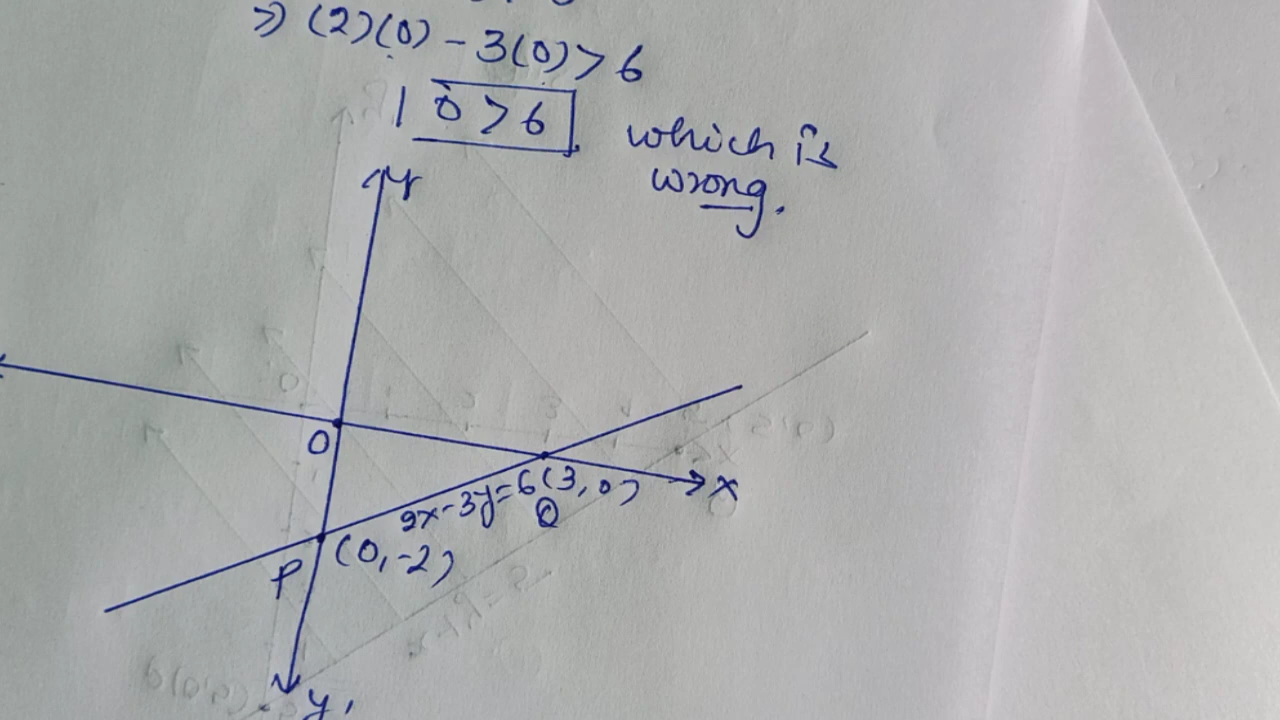 ⇒ (2)(0) - 3(0) > 6
0 > 6 which is
wrong.
Y
O
2x-3y=6 (3,0)
X
Q
P (0,-2)
y'